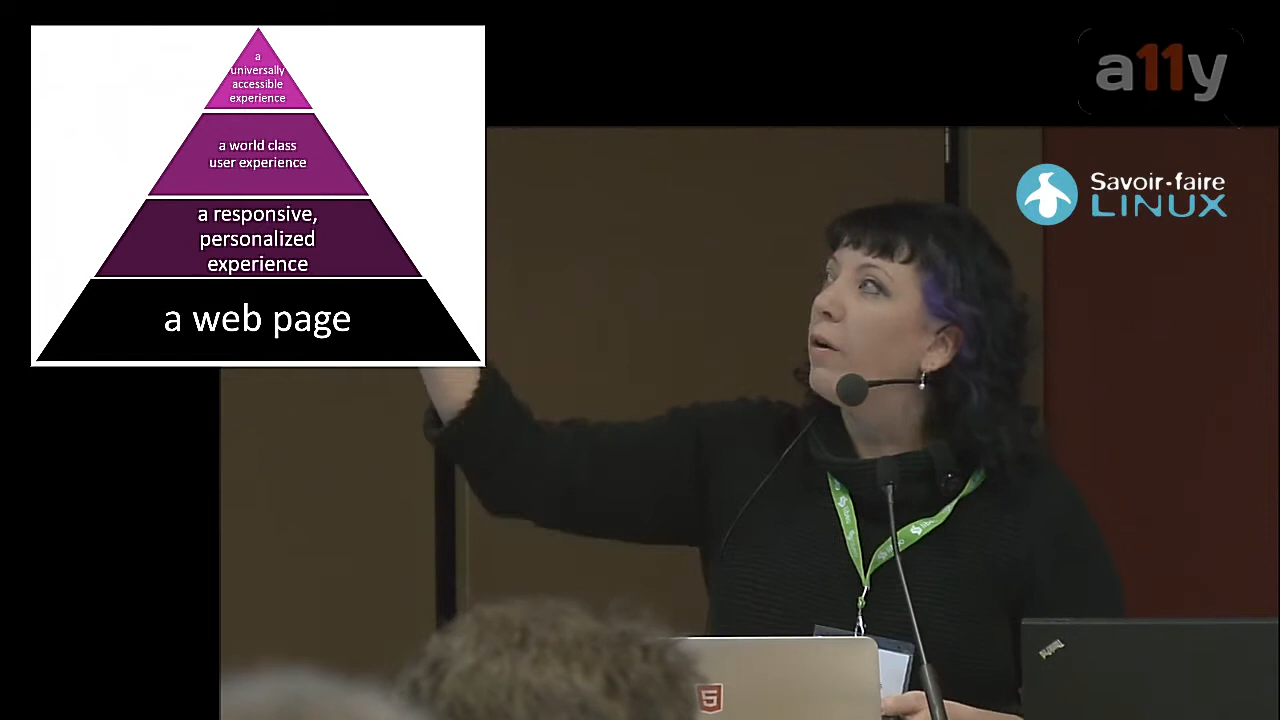 a
universally
accessible
experience
a world class
user experience
a responsive,
personalized
experience
a web page
a11y
Savoir-faire
LINUX
5